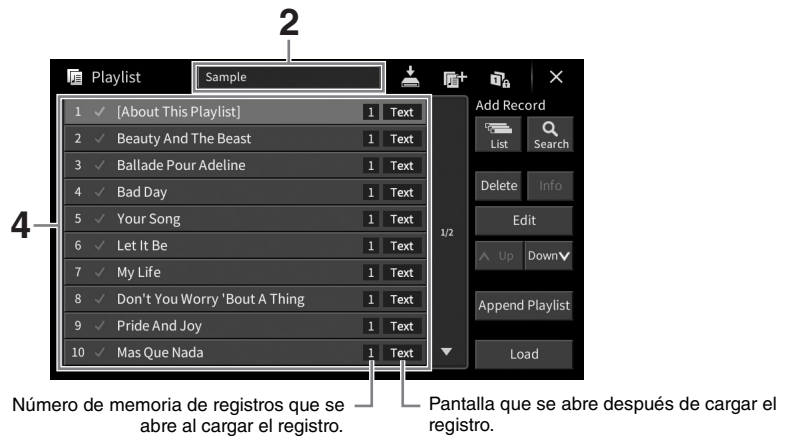 2
Playlist
Sample
Add Record
1 [About This Playlist] 1 Text
List
Search
2 Beauty And The Beast 1 Text
3 Ballade Pour Adeline 1 Text
4 Bad Day 1 Text
Delete
Info
4
5 Your Song 1 Text
Edit
1/2
6 Let It Be 1 Text
Up
Down
7 My Life 1 Text
8 Don't You Worry 'Bout A Thing 1 Text
Append Playlist
9 Pride And Joy 1 Text
10 Mas Que Nada 1 Text
Load
Número de memoria de registros que se
abre al cargar el registro.
Pantalla que se abre después de cargar el
registro.